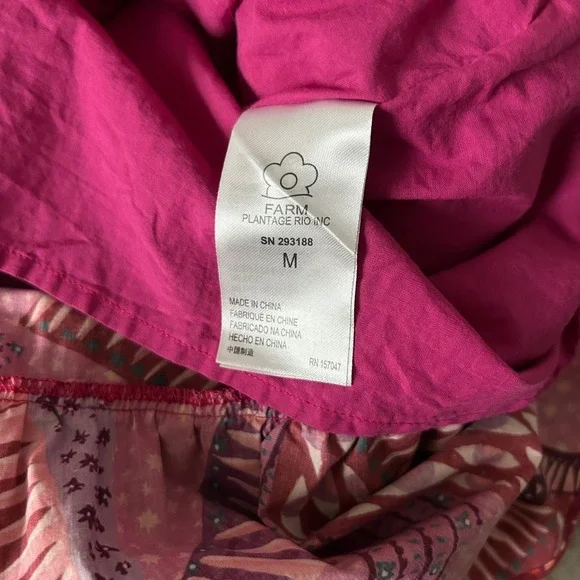 FARM
PLANTAGE RIO INC
SN 293188
M
MADE IN CHINA
FABRIQUE EN CHINE
FABRICADO NA CHINA
HECHO EN CHINA
中国制造
RN 157047